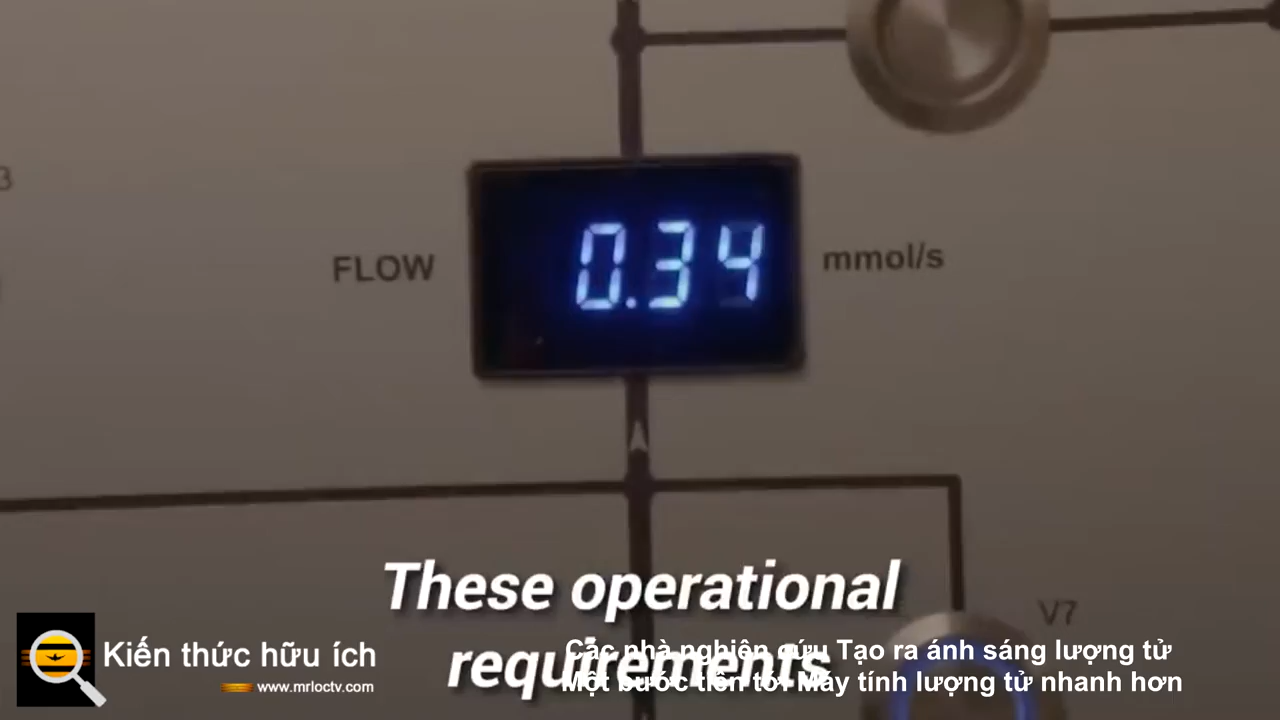 3
FLOW
0.34
mmol/s
V7
These operational
requirements
Kiến thức hữu ích
www.mrloctv.com
Các nhà nghiên cứu Tạo ra ánh sáng lượng tử
Một bước tiến tới Máy tính lượng tử nhanh hơn